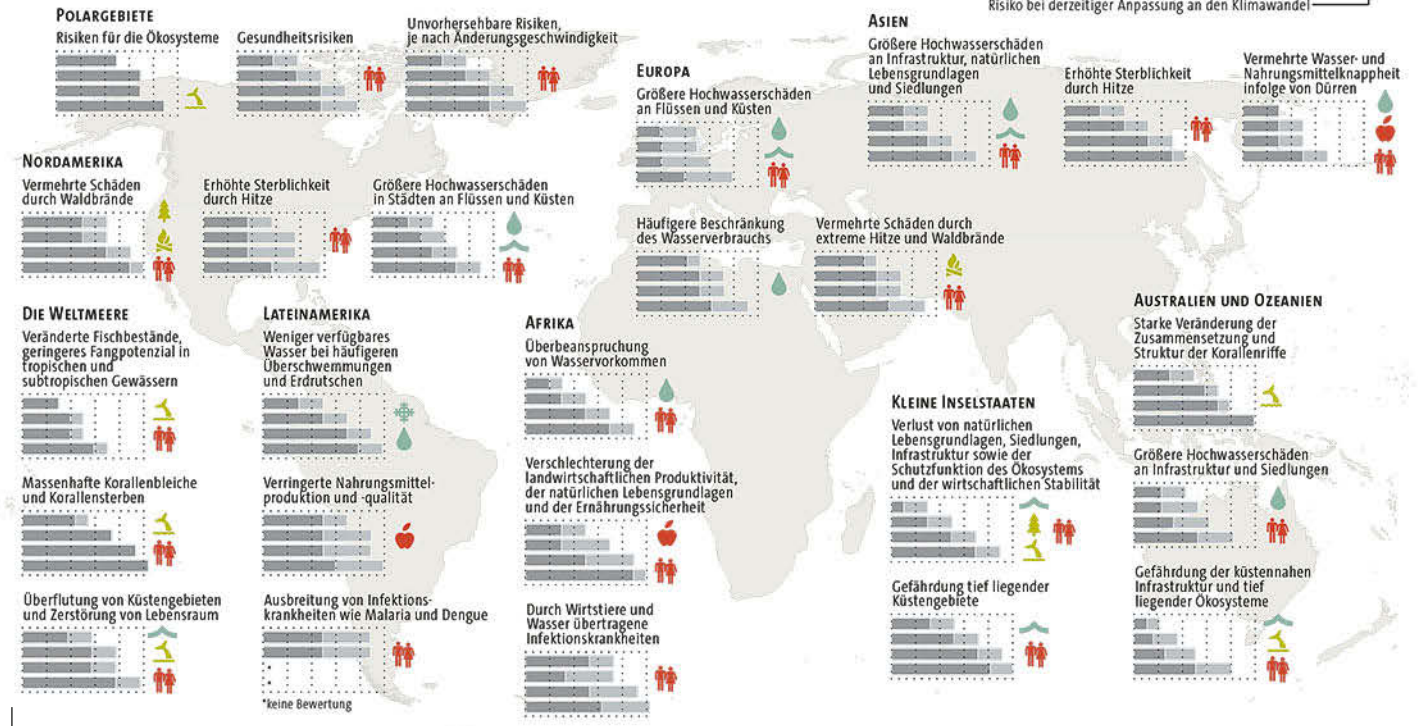 Risiko bei derzeitiger Anpassung an den Klimawandel
POLARGEBIETE
Risiken für die Ökosysteme
Gesundheitsrisiken
Unvorhersehbare Risiken,
je nach Änderungsgeschwindigkeit
EUROPA
Größere Hochwasserschäden
an Flüssen und Küsten
Häufigere Beschränkung
des Wasserverbrauchs
Vermehrte Schäden durch
extreme Hitze und Waldbrände
ASIEN
Größere Hochwasserschäden
an Infrastruktur, natürlichen
Lebensgrundlagen
und Siedlungen
Erhöhte Sterblichkeit
durch Hitze
Vermehrte Wasser- und
Nahrungsmittelknappheit
infolge von Dürren
NORDAMERIKA
Vermehrte Schäden
durch Waldbrände
Erhöhte Sterblichkeit
durch Hitze
Größere Hochwasserschäden
in Städten an Flüssen und Küsten
DIE WELTMEERE
Veränderte Fischbestände,
geringeres Fangpotenzial in
tropischen und
subtropischen Gewässern
Massenhafte Korallenbleiche
und Korallensterben
Überflutung von Küstengebieten
und Zerstörung von Lebensraum
LATEINAMERIKA
Weniger verfügbares
Wasser bei häufigeren
Überschwemmungen
und Erdrutschen
Verringerte Nahrungsmittel-
produktion und -qualität
Ausbreitung von Infektions-
krankheiten wie Malaria und Dengue
*
*
*keine Bewertung
AFRIKA
Überbeanspruchung
von Wasservorkommen
Verschlechterung der
landwirtschaftlichen Produktivität,
der natürlichen Lebensgrundlagen
und der Ernährungssicherheit
Durch Wirtstiere und
Wasser übertragene
Infektionskrankheiten
KLEINE INSELSTAATEN
Verlust von natürlichen
Lebensgrundlagen, Siedlungen,
Infrastruktur sowie der
Schutzfunktion des Ökosystems
und der wirtschaftlichen Stabilität
Gefährdung tief liegender
Küstengebiete
AUSTRALIEN UND OZEANIEN
Starke Veränderung der
Zusammensetzung und
Struktur der Korallenriffe
Größere Hochwasserschäden
an Infrastruktur und Siedlungen
Gefährdung der küstennahen
Infrastruktur und tief
liegender Ökosysteme